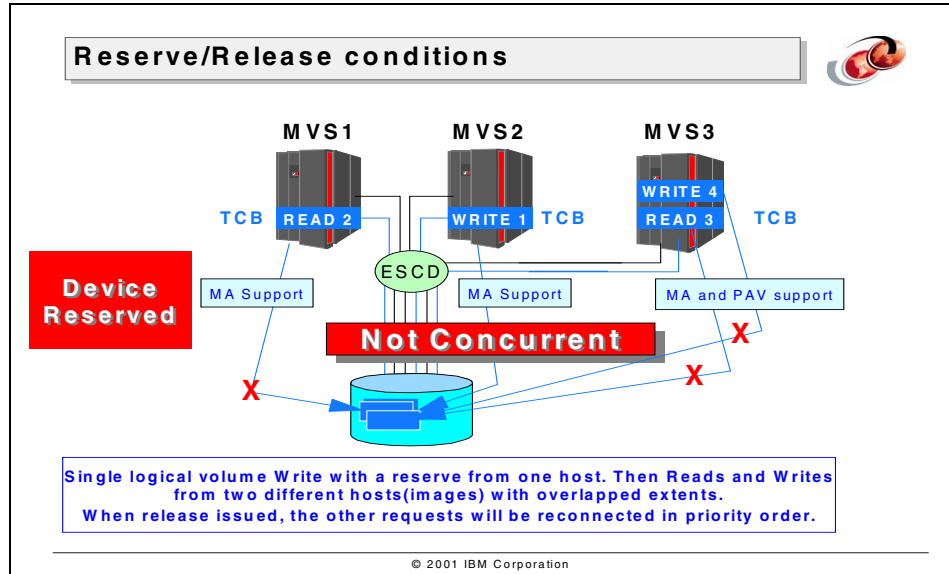 Reserve/Release conditions
MVS1
MVS2
MVS3
WRITE 4
TCB
READ 2
WRITE 1
TCB
READ 3
TCB
ESCD
Device
Reserved
MA Support
MA Support
MA and PAV support
Not Concurrent
X
X
X
Single logical volume Write with a reserve from one host. Then Reads and Writes
from two different hosts(images) with overlapped extents.
When release issued, the other requests will be reconnected in priority order.
© 2001 IBM Corporation